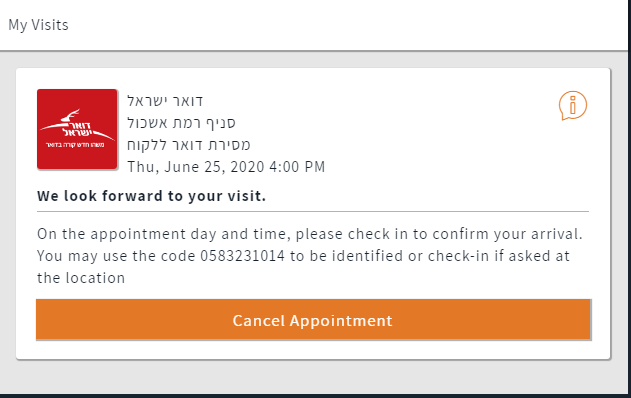 My Visits
דואר ישראל
סניף רמת אשכול
מסירת דואר ללקוח
Thu, June 25, 2020 4:00 PM
דואר
ישראל
משהו חדש קורה בדואר
We look forward to your visit.
On the appointment day and time, please check in to confirm your arrival.
You may use the code 0583231014 to be identified or check-in if asked at
the location
Cancel Appointment